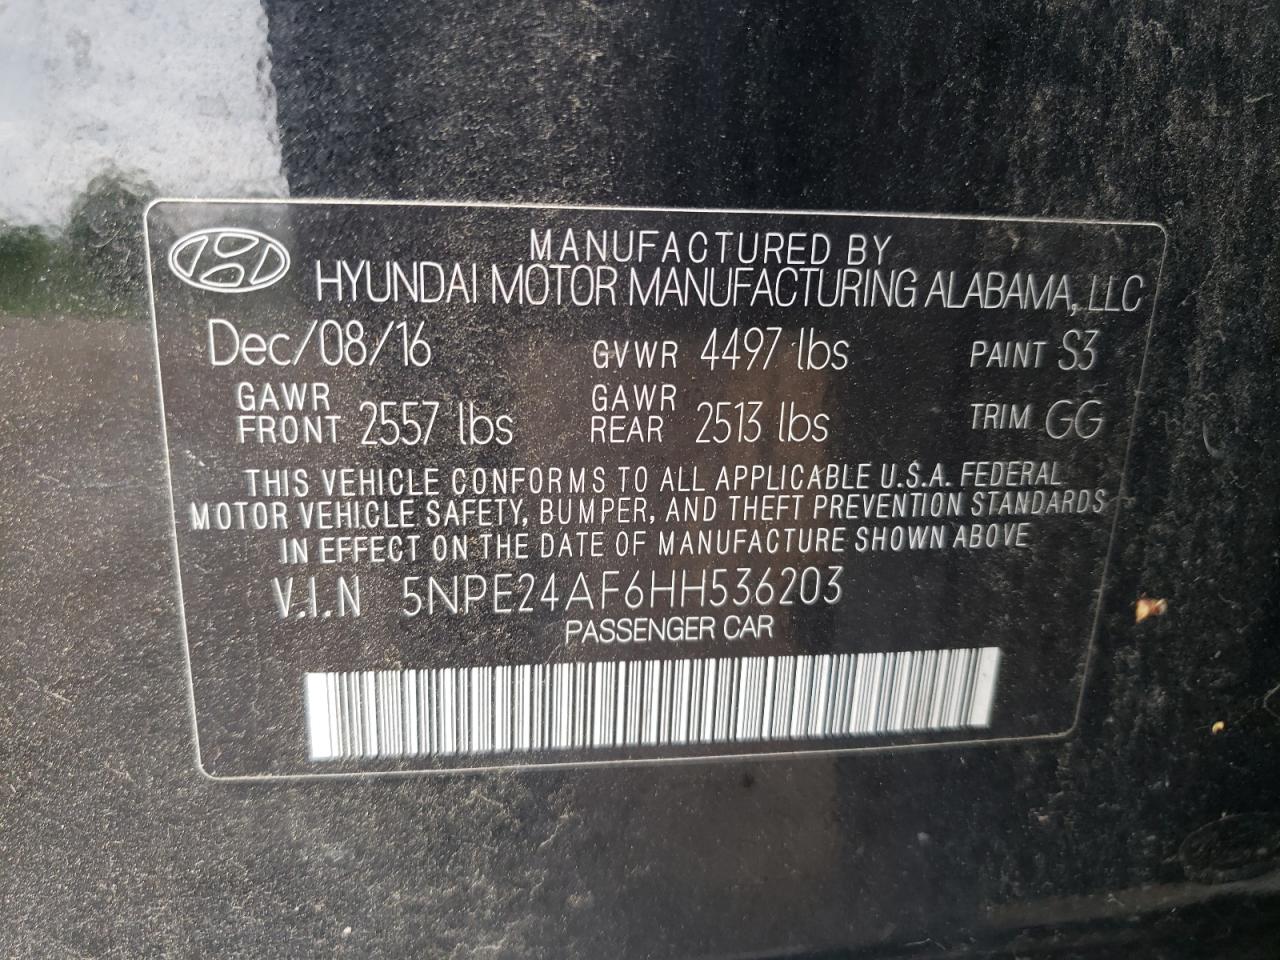 MANUFACTURED BY
HYUNDAI MOTOR MANUFACTURING ALABAMA, LLC
Dec/08/16 GVWR 4497 lbs PAINT S3
GAWR FRONT 2557 lbs GAWR REAR 2513 lbs TRIM GG
THIS VEHICLE CONFORMS TO ALL APPLICABLE U.S.A. FEDERAL
MOTOR VEHICLE SAFETY, BUMPER, AND THEFT PREVENTION STANDARDS
IN EFFECT ON THE DATE OF MANUFACTURE SHOWN ABOVE
V.I.N 5NPE24AF6HH536203
PASSENGER CAR